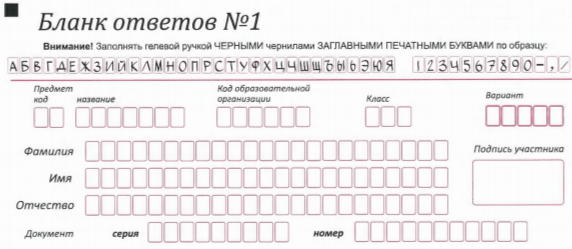 Бланк ответов №1
Внимание! Заполнять гелевой ручкой ЧЕРНЫМИ чернилами ЗАГЛАВНЫМИ ПЕЧАТНЫМИ БУКВАМИ по образцу:
АБВГДЕЖЗИЙКЛМНОПРСТУФХЦЧШЩЪЫЬЭЮЯ 1234567890-,/
Предмет Код образовательной Вариант
код название организации Класс
Фамилия Подпись участника
Имя
Отчество
Документ серия номер